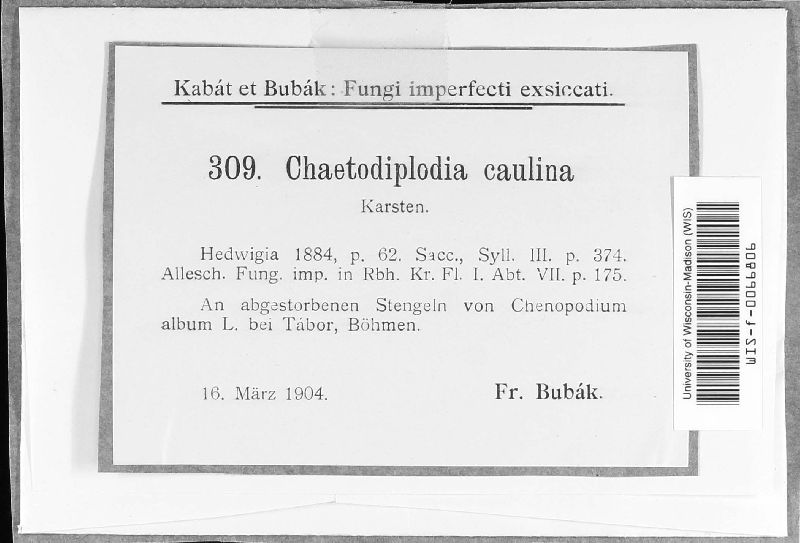 Kabát et Bubák: Fungi imperfecti exsiccati.
309. Chaetodiplodia caulina
Karsten.
Hedwigia 1884, p. 62. Sacc., Syll. III. p. 374.
Allesch. Fung. imp. in Rbh. Kr. Fl. I. Abt. VII. p. 175.
An abgestorbenen Stengeln von Chenopodium
album L. bei Tábor, Böhmen.
16. März 1904.
Fr. Bubák.
University of Wisconsin-Madison (WIS)
WIS-f-0066806